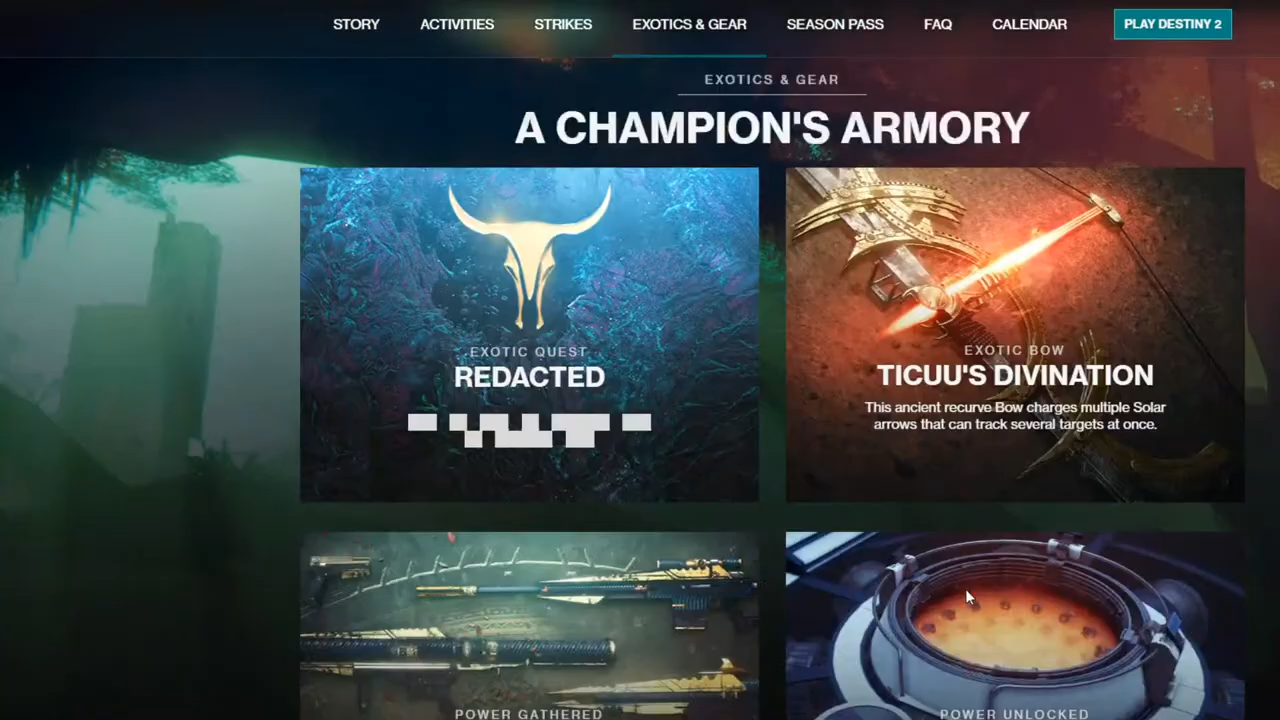 STORY ACTIVITIES STRIKES EXOTICS & GEAR SEASON PASS FAQ CALENDAR PLAY DESTINY 2
EXOTICS & GEAR
A CHAMPION'S ARMORY
EXOTIC QUEST
REDACTED
EXOTIC BOW
TICUU'S DIVINATION
This ancient recurve Bow charges multiple Solar
arrows that can track several targets at once.
POWER GATHERED
POWER UNLOCKED